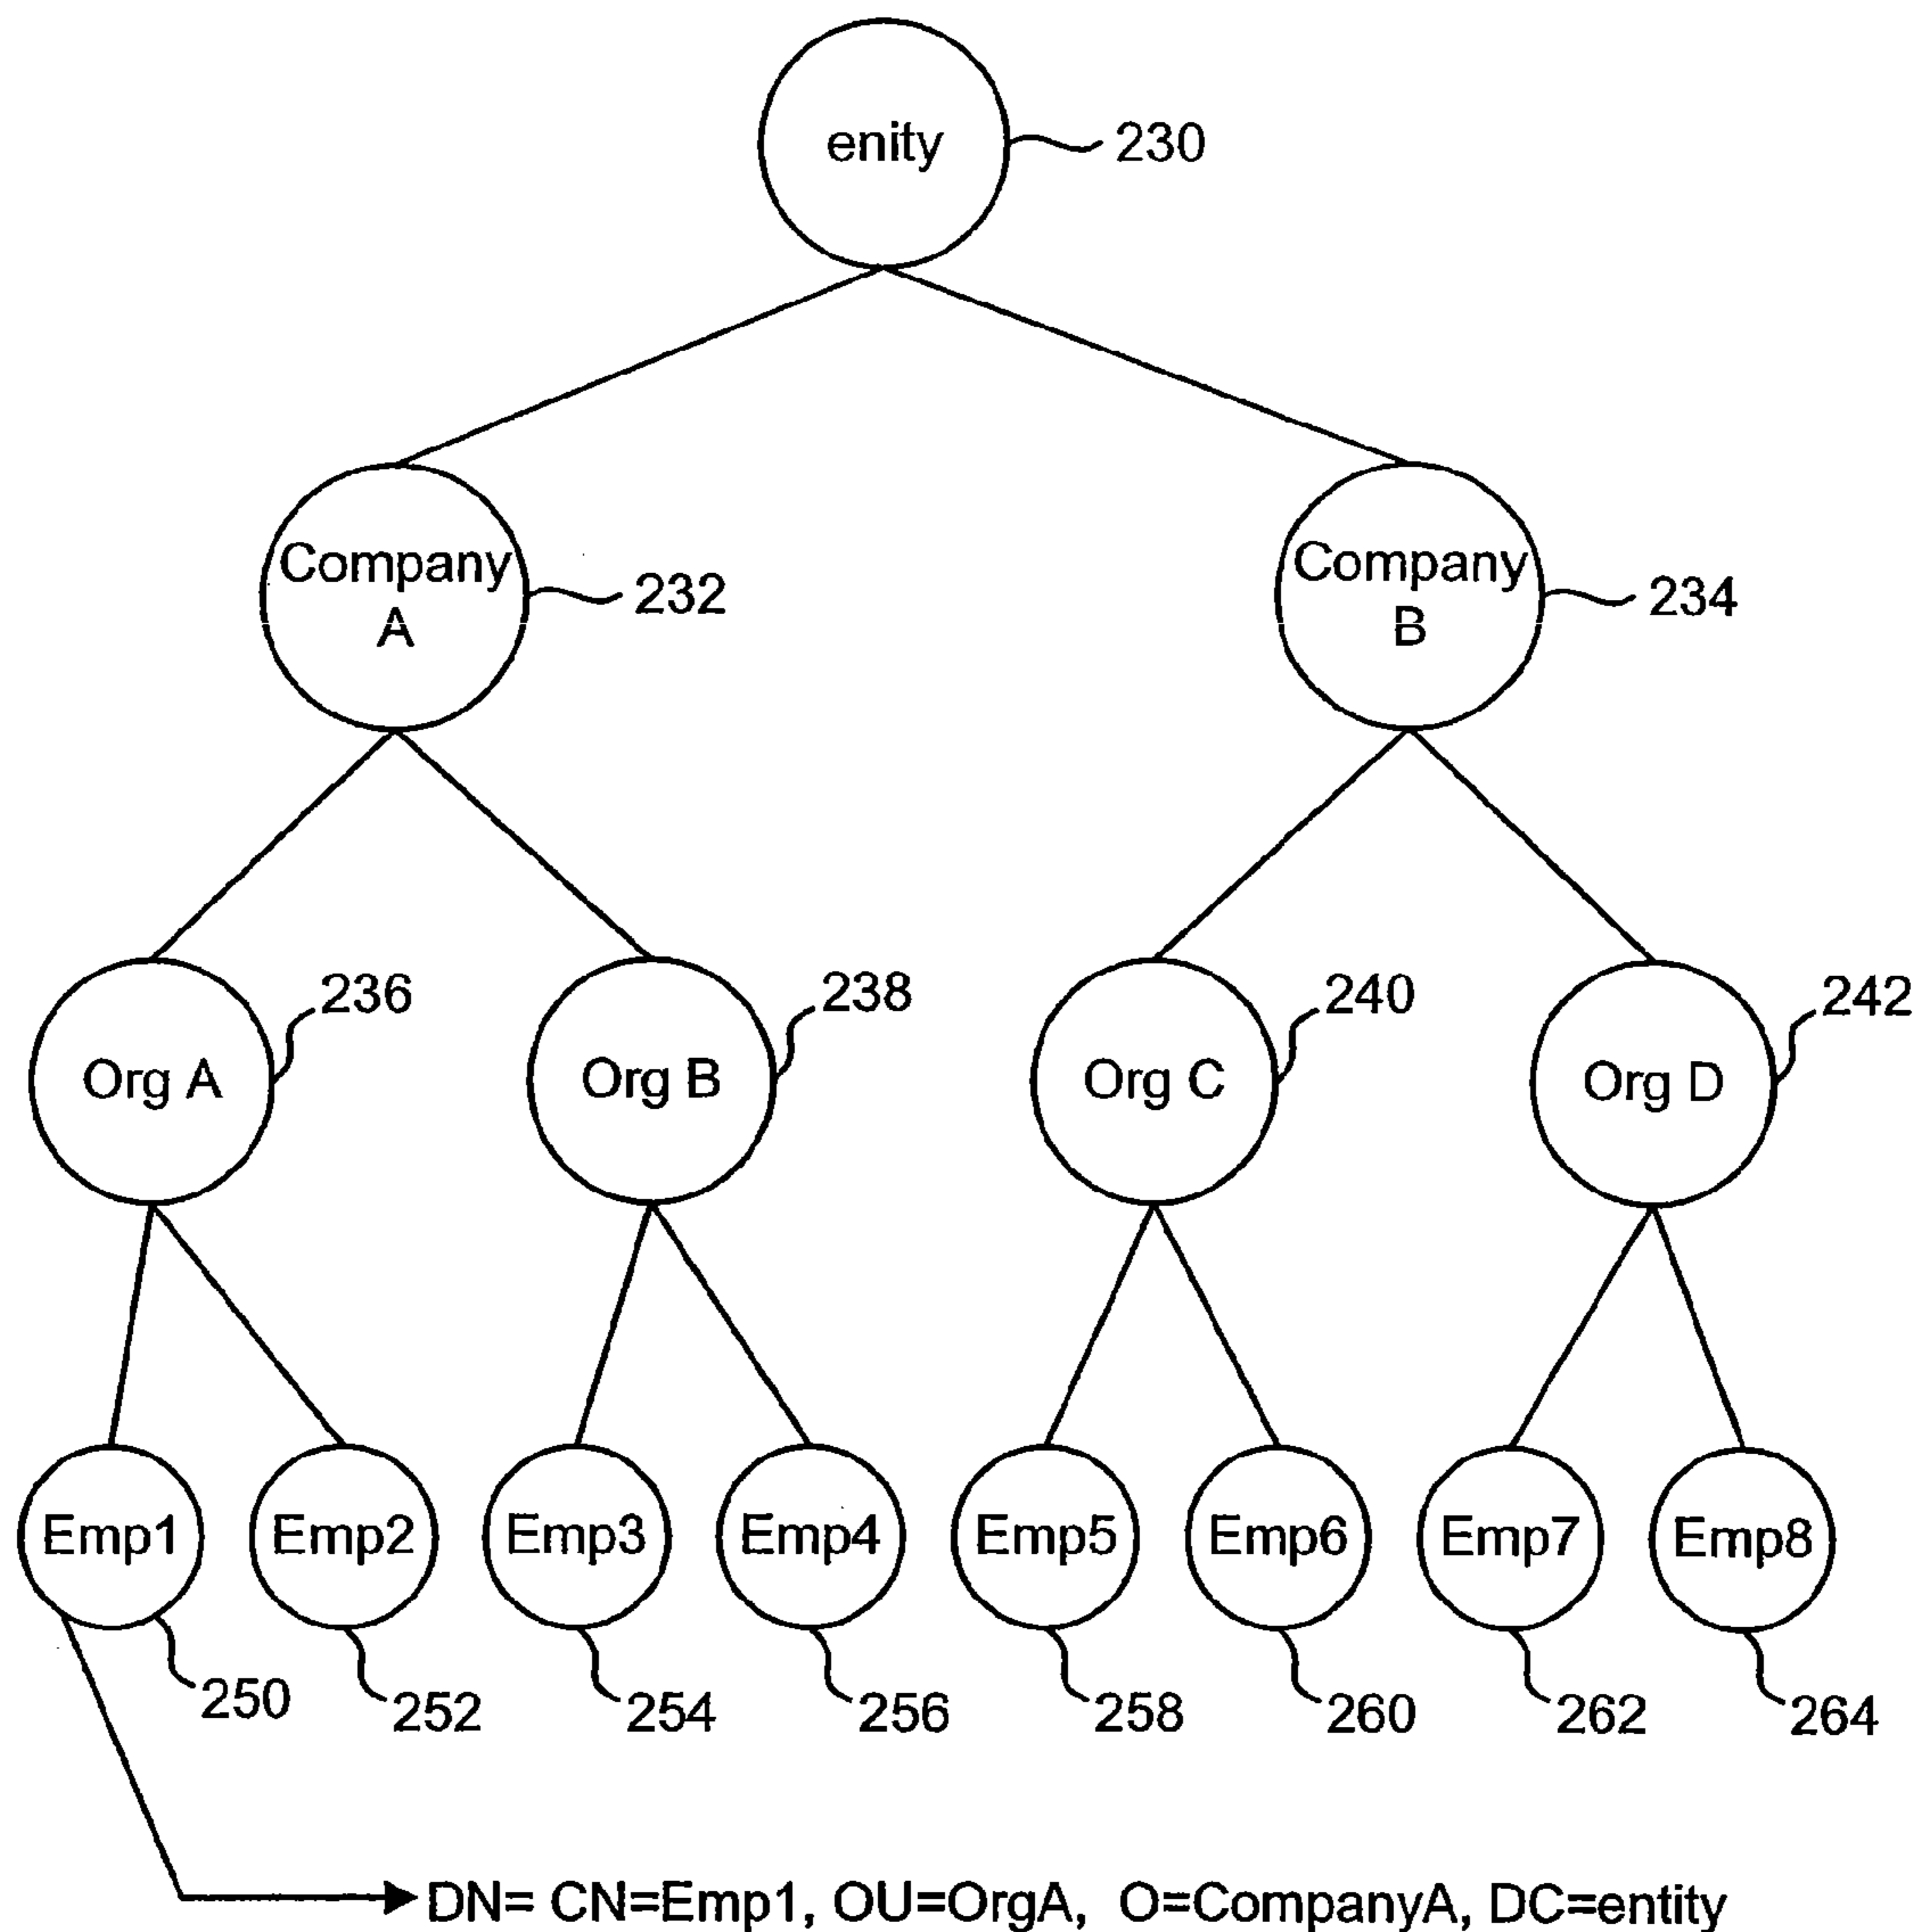 enity
230
Company
A
232
Company
B
234
236
238
240
242
Org A
Org B
Org C
Org D
Emp1
Emp2
Emp3
Emp4
Emp5
Emp6
Emp7
Emp8
250
252
254
256
258
260
262
264
DN= CN=Emp1, OU=OrgA, O=CompanyA, DC=entity